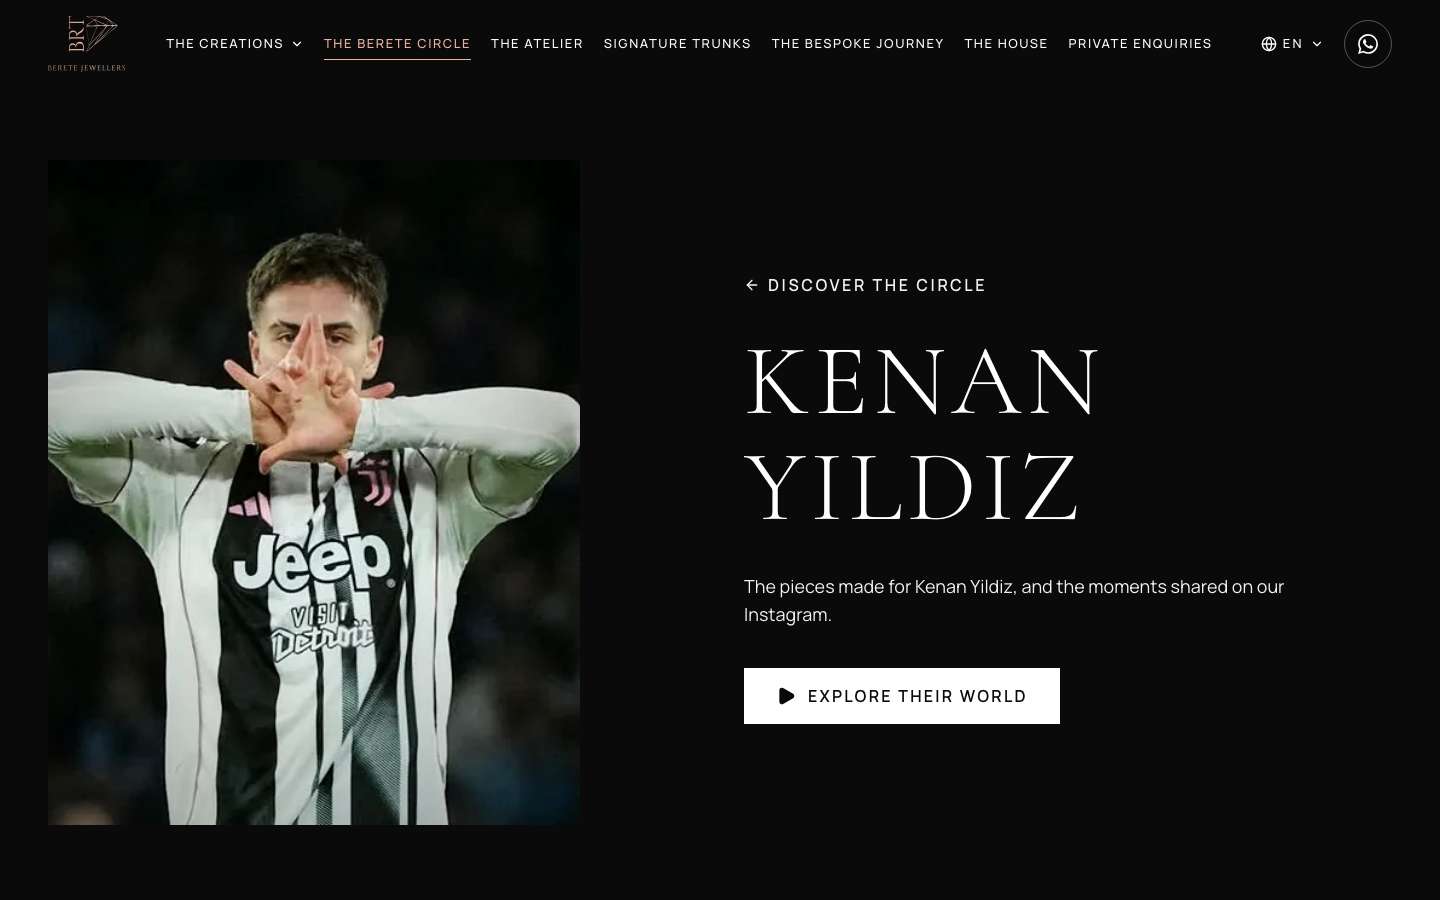 BRT
BERETE JEWELLERS
THE CREATIONS
THE BERETE CIRCLE
THE ATELIER
SIGNATURE TRUNKS
THE BESPOKE JOURNEY
THE HOUSE
PRIVATE ENQUIRIES
EN
DISCOVER THE CIRCLE
KENAN
YILDIZ
The pieces made for Kenan Yildiz, and the moments shared on our
Instagram.
EXPLORE THEIR WORLD
Jeep
VISIT
Detroit